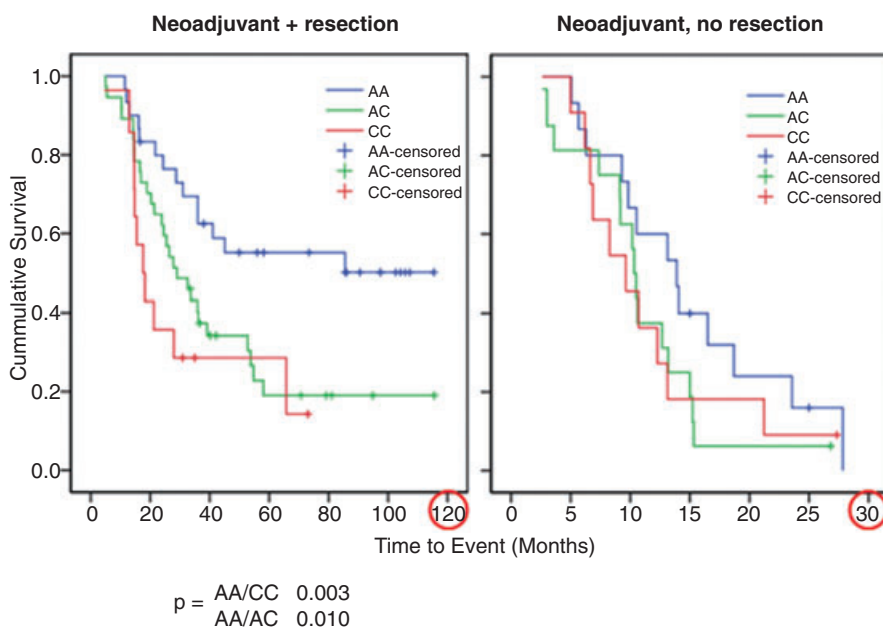 Neoadjuvant + resection
Neoadjuvant, no resection
Cummulative Survival
1.0
0.8
0.6
0.4
0.2
0.0
AA
AC
CC
AA-censored
AC-censored
CC-censored
AA
AC
CC
AA-censored
AC-censored
CC-censored
0 20 40 60 80 100 120
0 5 10 15 20 25 30
Time to Event (Months)
p = AA/CC 0.003
AA/AC 0.010